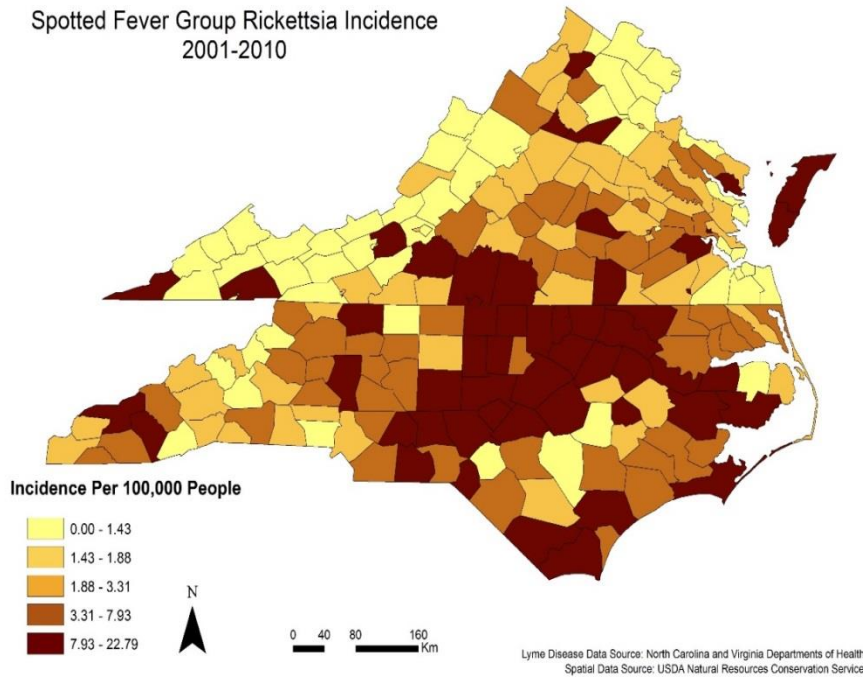 Spotted Fever Group Rickettsia Incidence
2001-2010
Incidence Per 100,000 People
0.00 - 1.43
1.43 - 1.88
1.88 - 3.31
3.31 - 7.93
7.93 - 22.79
N
0 40 80 160
Km
Lyme Disease Data Source: North Carolina and Virginia Departments of Health
Spatial Data Source: USDA Natural Resources Conservation Service